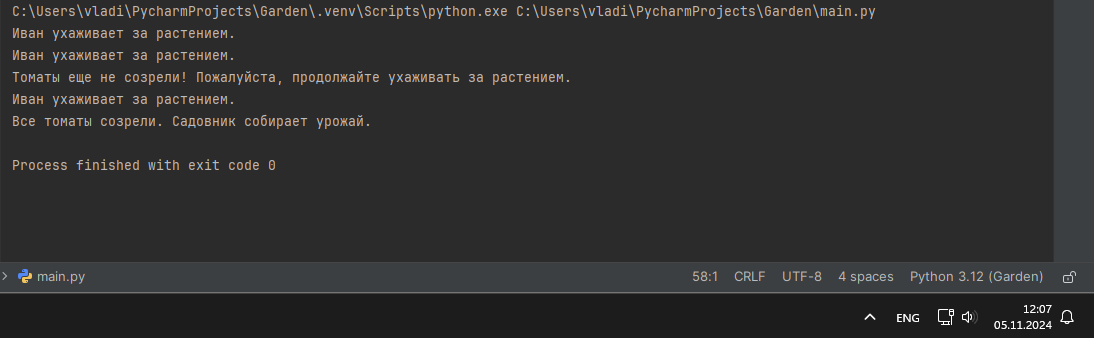 C:\Users\vladi\PycharmProjects\Garden\.venv\Scripts\python.exe C:\Users\vladi\PycharmProjects\Garden\main.py
Иван ухаживает за растением.
Иван ухаживает за растением.
Томаты еще не созрели! Пожалуйста, продолжайте ухаживать за растением.
Иван ухаживает за растением.
Все томаты созрели. Садовник собирает урожай.
Process finished with exit code 0
main.py 58:1 CRLF UTF-8 4 spaces Python 3.12 (Garden)
ENG 12:07
05.11.2024